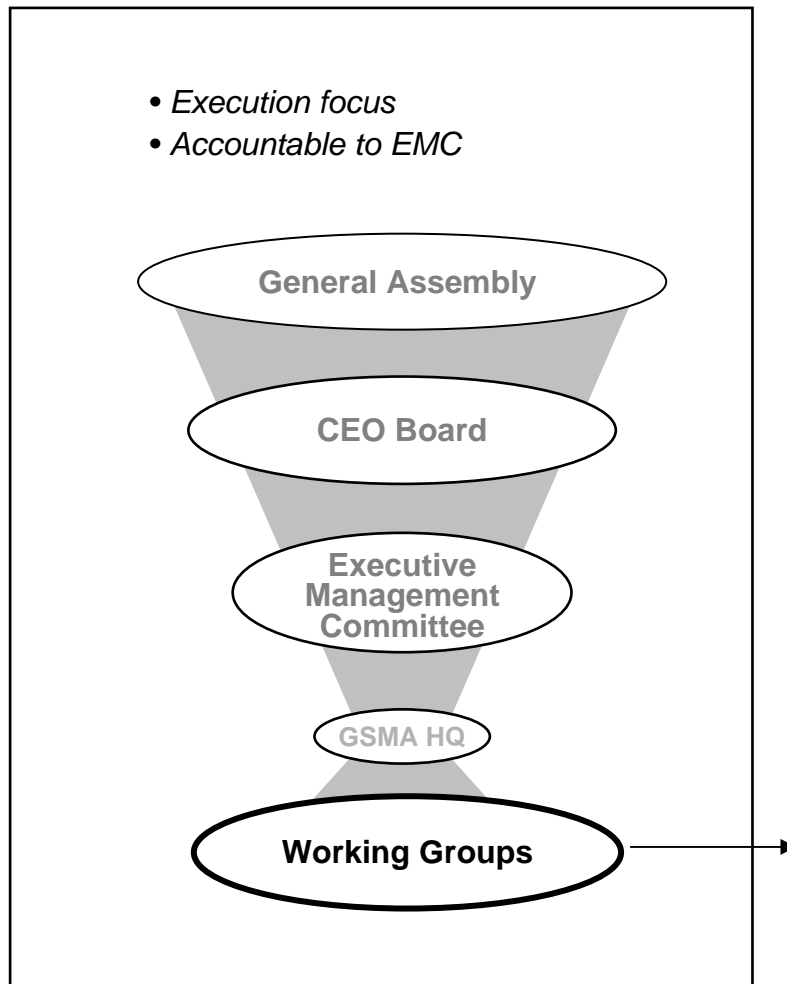 • Execution focus
• Accountable to EMC
General Assembly
CEO Board
Executive
Management
Committee
GSMA HQ
Working Groups